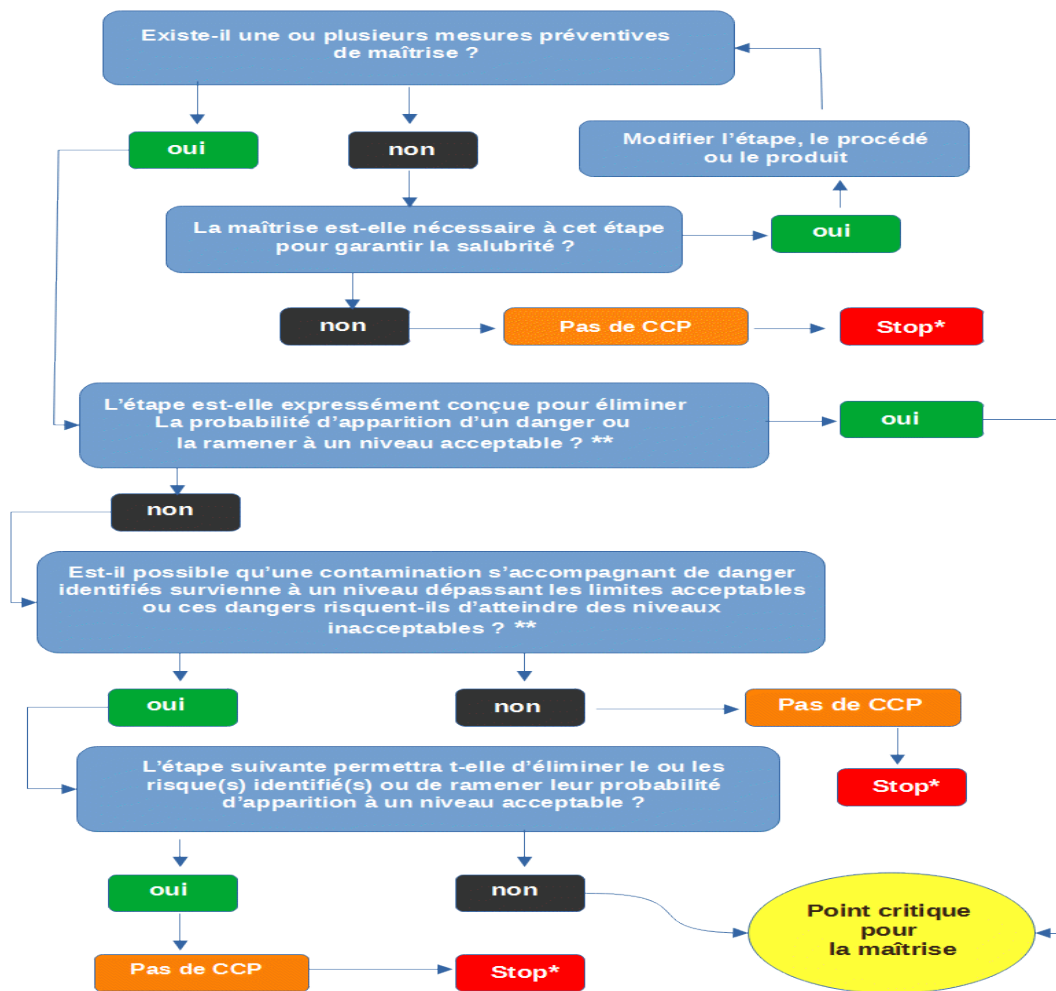 Existe-il une ou plusieurs mesures préventives
de maîtrise ?
oui
non
Modifier l’étape, le procédé
ou le produit
La maîtrise est-elle nécessaire à cet étape
pour garantir la salubrité ?
oui
non
Pas de CCP
Stop*
L’étape est-elle expressément conçue pour éliminer
La probabilité d’apparition d’un danger ou
la ramener à un niveau acceptable ? **
oui
non
Est-il possible qu’une contamination s’accompagnant de danger
identifiés survienne à un niveau dépassant les limites acceptables
ou ces dangers risquent-ils d’atteindre des niveaux
inacceptables ? **
oui
non
Pas de CCP
Stop*
L’étape suivante permettra t-elle d’éliminer le ou les
risque(s) identifié(s) ou de ramener leur probabilité
d’apparition à un niveau acceptable ?
oui
non
Point critique
pour
la maîtrise
Pas de CCP
Stop*